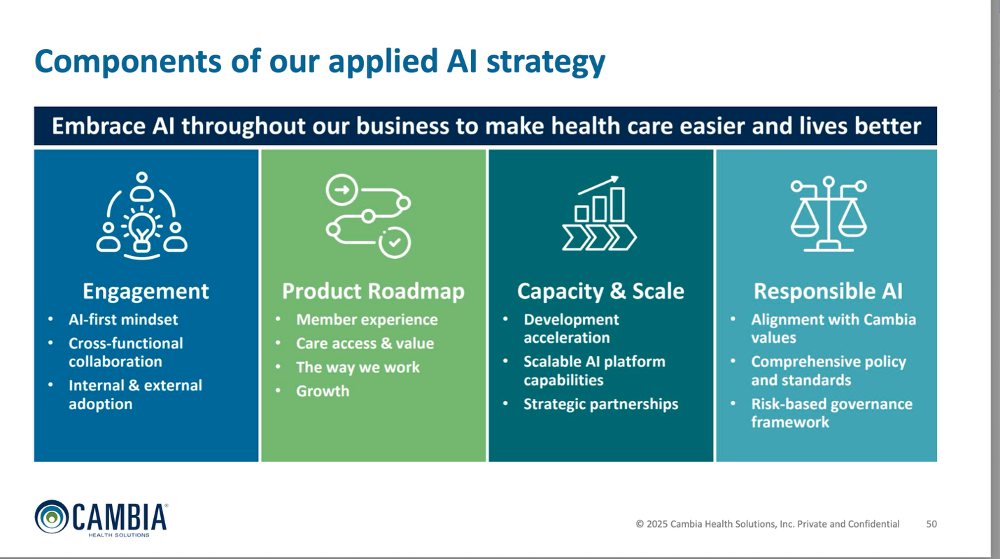 Components of our applied AI strategy
Embrace AI throughout our business to make health care easier and lives better
Engagement
• AI-first mindset
• Cross-functional
collaboration
• Internal & external
adoption
Product Roadmap
• Member experience
• Care access & value
• The way we work
• Growth
Capacity & Scale
• Development
acceleration
• Scalable AI platform
capabilities
• Strategic partnerships
Responsible AI
• Alignment with Cambia
values
• Comprehensive policy
and standards
• Risk-based governance
framework
CAMBIA®
HEALTH SOLUTIONS
© 2025 Cambia Health Solutions, Inc. Private and Confidential
50